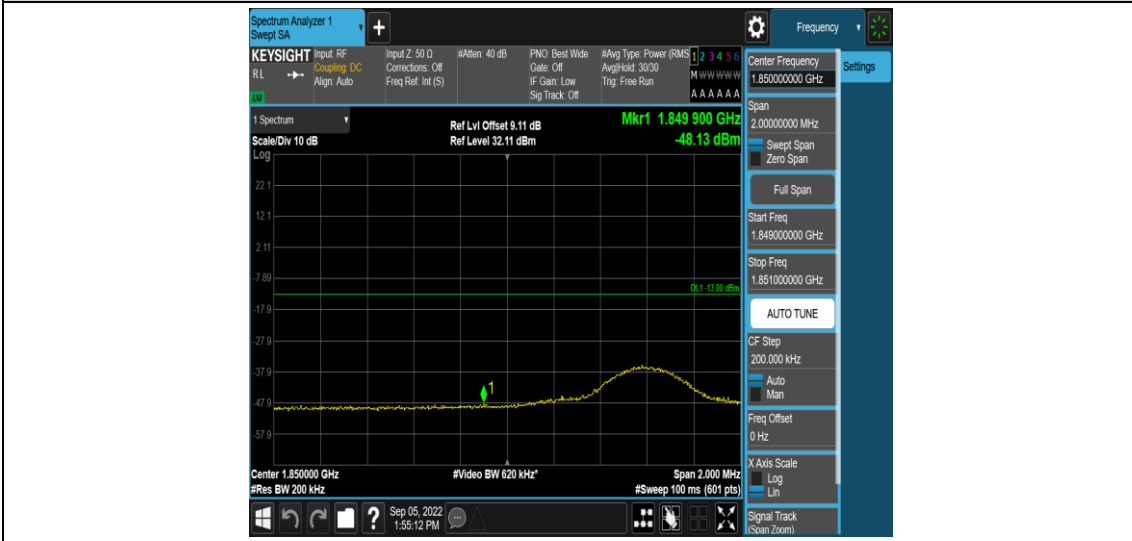 Spectrum Analyzer 1
Swept SA
+
Frequency
KEYSIGHT
RL
Input: RF
Coupling: DC
Align: Auto
Input Z: 50 Ω
Corrections: Off
Freq Ref: Int (S)
#Atten: 40 dB
PNO: Best Wide
Gate: Off
IF Gain: Low
Sig Track: Off
#Avg Type: Power (RMS
Avg|Hold: 30/30
Trig: Free Run
1 2 3 4 5 6
M W W W W W
A A A A A A
1 Spectrum
Scale/Div 10 dB
Log
Ref Lvl Offset 9.11 dB
Ref Level 32.11 dBm
Mkr1 1.849 900 GHz
-48.13 dBm
22.1
12.1
2.11
-7.89
DL1 -13.00 dBm
-17.9
-27.9
-37.9
1
-47.9
-57.9
Center 1.850000 GHz
#Res BW 200 kHz
#Video BW 620 kHz*
Span 2.000 MHz
#Sweep 100 ms (601 pts)
Sep 05, 2022
1:55:12 PM
?
Center Frequency
1.850000000 GHz
Settings
Span
2.00000000 MHz
Swept Span
Zero Span
Full Span
Start Freq
1.849000000 GHz
Stop Freq
1.851000000 GHz
AUTO TUNE
CF Step
200.000 kHz
Auto
Man
Freq Offset
0 Hz
X Axis Scale
Log
Lin
Signal Track
(Span Zoom)